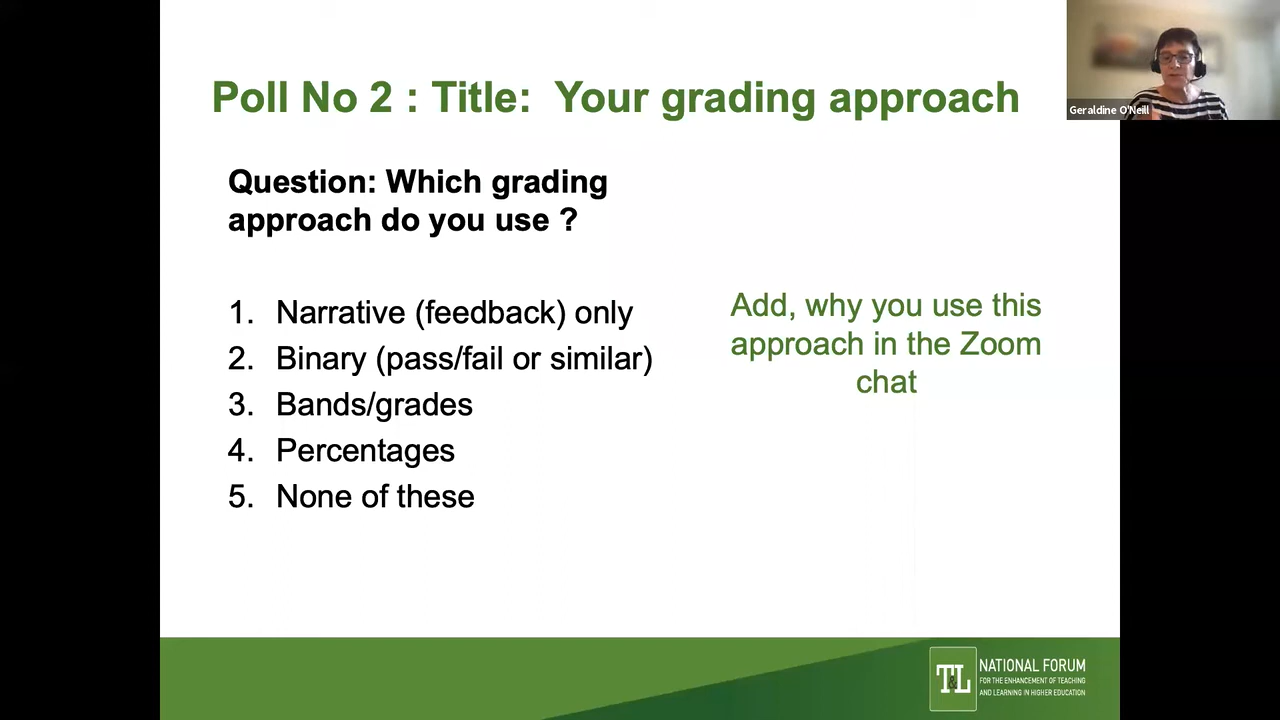 Poll No 2 : Title: Your grading approach
Geraldine O'Neill
Question: Which grading
approach do you use ?
1. Narrative (feedback) only
2. Binary (pass/fail or similar)
3. Bands/grades
4. Percentages
5. None of these
Add, why you use this
approach in the Zoom
chat
T&L
NATIONAL FORUM
FOR THE ENHANCEMENT OF TEACHING
AND LEARNING IN HIGHER EDUCATION